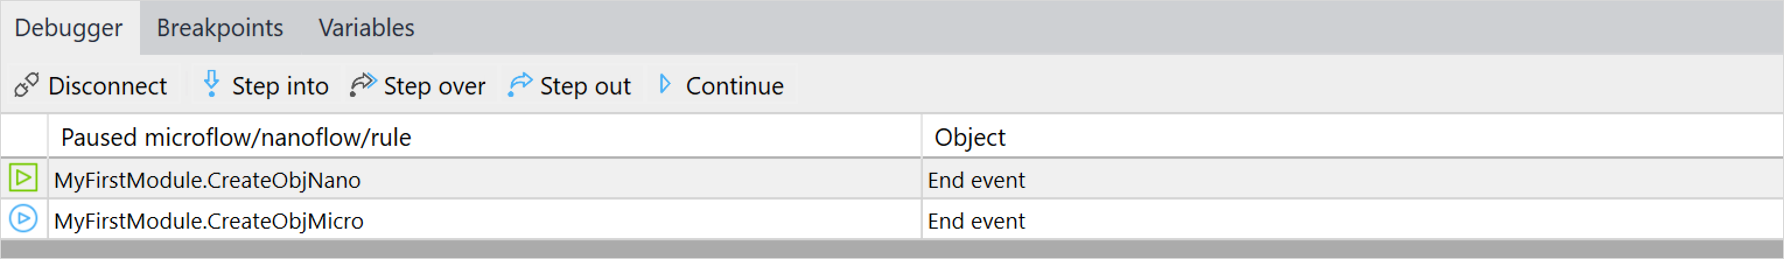 Debugger Breakpoints Variables
Disconnect Step into Step over Step out Continue
Paused microflow/nanoflow/rule Object
MyFirstModule.CreateObjNano End event
MyFirstModule.CreateObjMicro End event